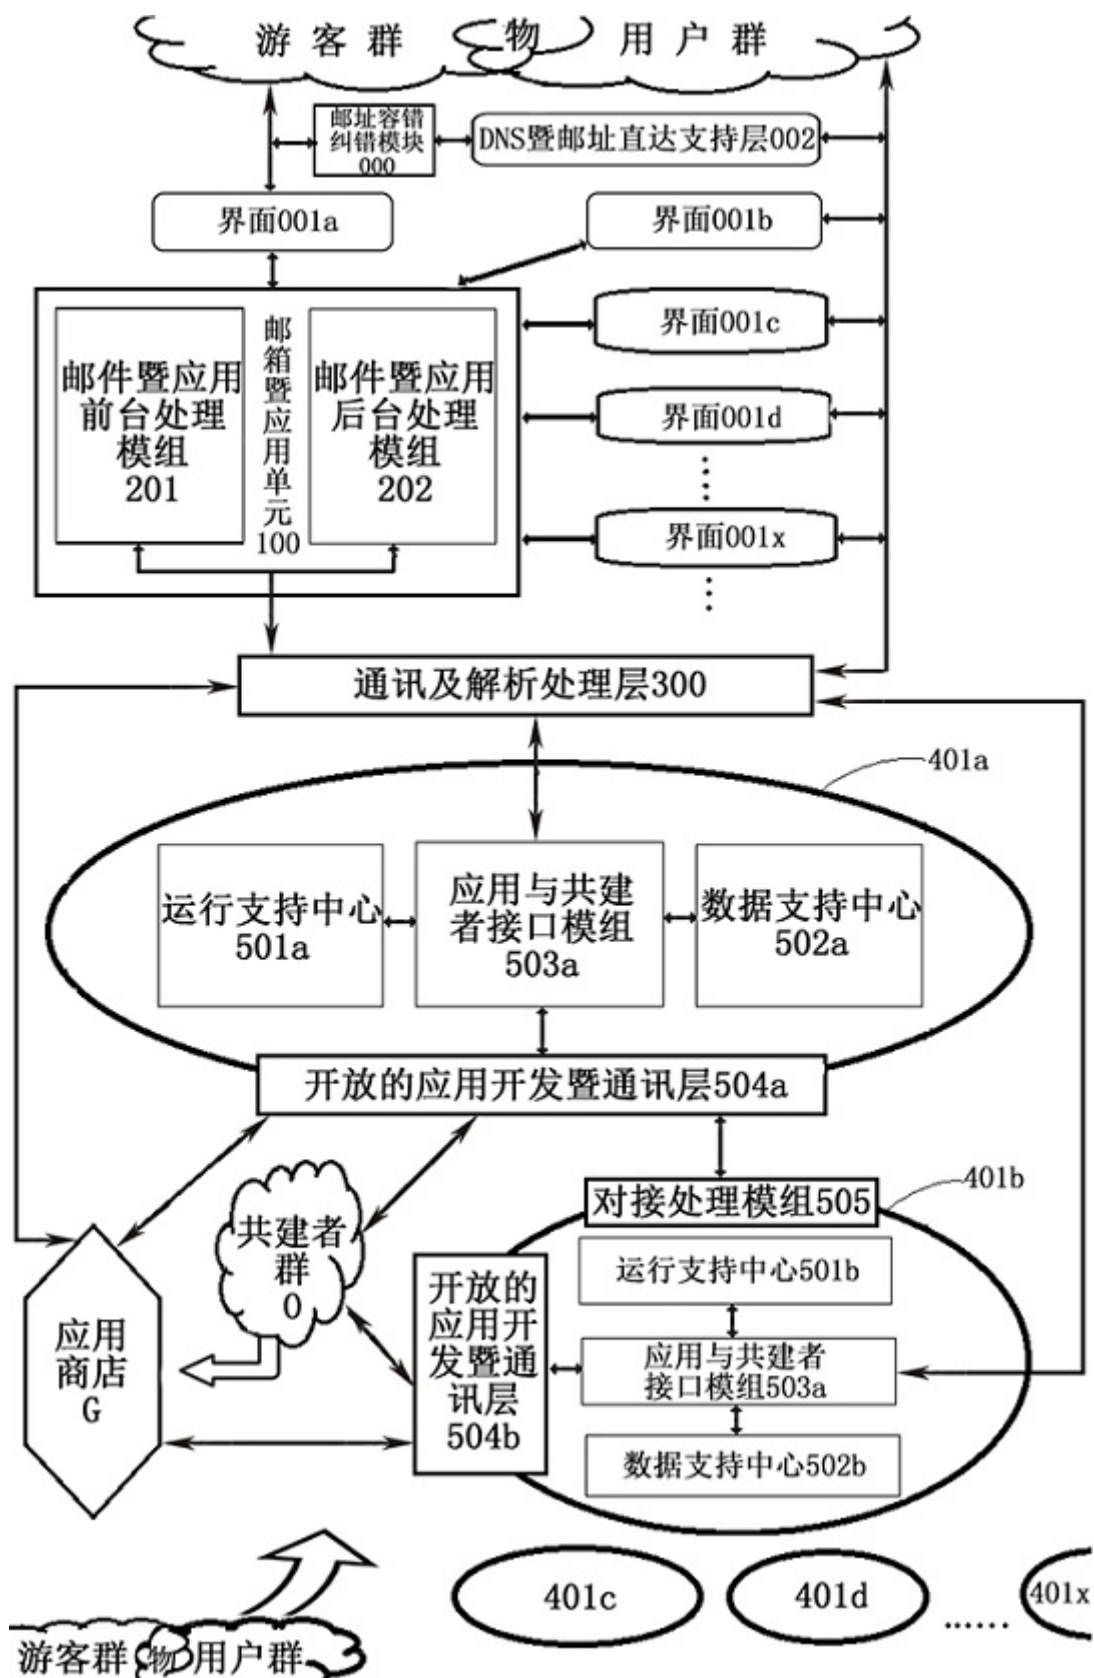 游客群 物 用户群
邮址容错
纠错模块
000
DNS暨邮址直达支持层002
界面001a
界面001b
邮件暨应用
前台处理
模组
201
邮箱暨应用单元
100
邮件暨应用
后台处理
模组
202
界面001c
界面001d
......
界面001x
...
通讯及解析处理层300
401a
运行支持中心
501a
应用与共建
者接口模组
503a
数据支持中心
502a
开放的应用开发暨通讯层504a
401b
对接处理模组505
共建者
群
O
运行支持中心501b
开放的
应用开
发暨通
讯层
504b
应用与共建者
接口模组503a
数据支持中心502b
应用
商店
G
401c
401d
......
401x
游客群 物 用户群